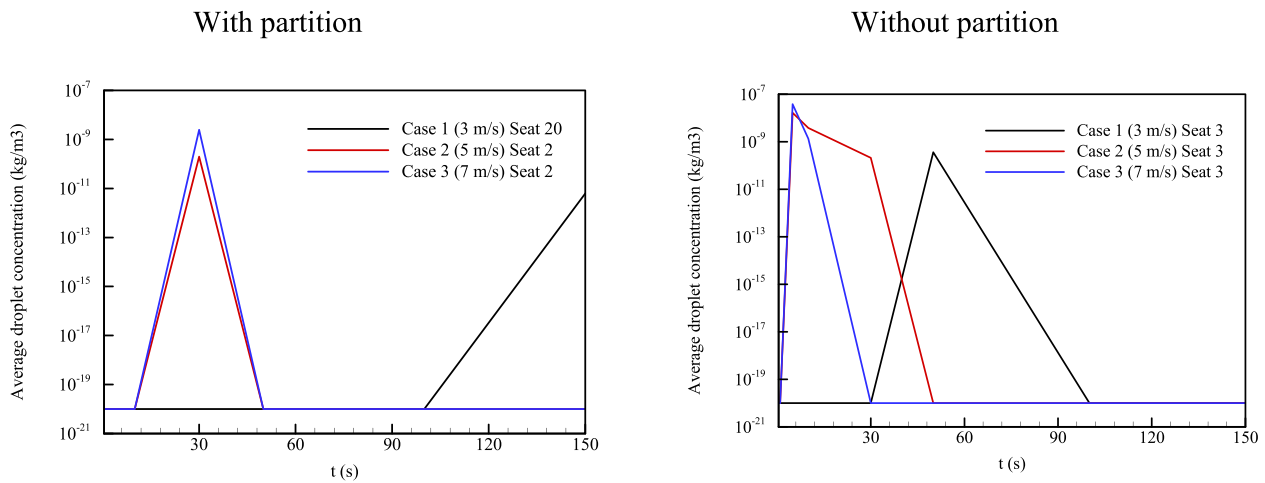 With partition
Average droplet concentration (kg/m3)
10⁻⁷
10⁻⁹
10⁻¹¹
10⁻¹³
10⁻¹⁵
10⁻¹⁷
10⁻¹⁹
10⁻²¹
Case 1 (3 m/s) Seat 20
Case 2 (5 m/s) Seat 2
Case 3 (7 m/s) Seat 2
30 60 90 120 150
t (s)
Without partition
Average droplet concentration (kg/m3)
10⁻⁷
10⁻⁹
10⁻¹¹
10⁻¹³
10⁻¹⁵
10⁻¹⁷
10⁻¹⁹
10⁻²¹
Case 1 (3 m/s) Seat 3
Case 2 (5 m/s) Seat 3
Case 3 (7 m/s) Seat 3
30 60 90 120 150
t (s)